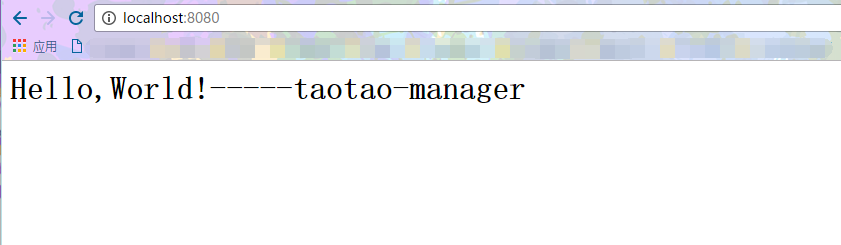 localhost:8080
应用
Hello,World!-----taotao-manager